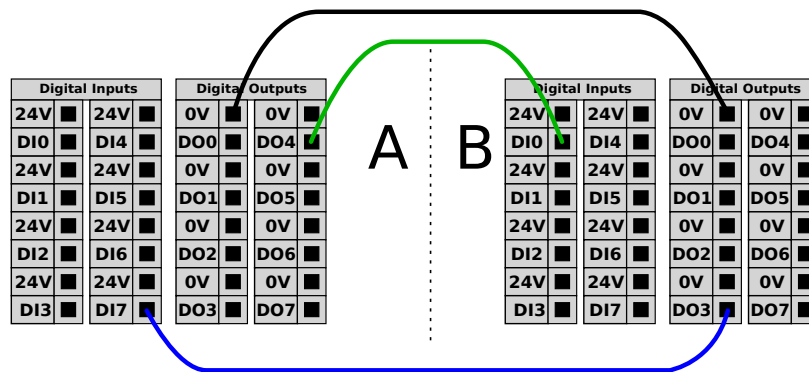 Digital Inputs Digital Outputs Digital Inputs Digital Outputs
24V 24V 0V 0V 24V 24V 0V 0V
DI0 DI4 DO0 DO4 A B DI0 DI4 DO0 DO4
24V 24V 0V 0V 24V 24V 0V 0V
DI1 DI5 DO1 DO5 DI1 DI5 DO1 DO5
24V 24V 0V 0V 24V 24V 0V 0V
DI2 DI6 DO2 DO6 DI2 DI6 DO2 DO6
24V 24V 0V 0V 24V 24V 0V 0V
DI3 DI7 DO3 DO7 DI3 DI7 DO3 DO7